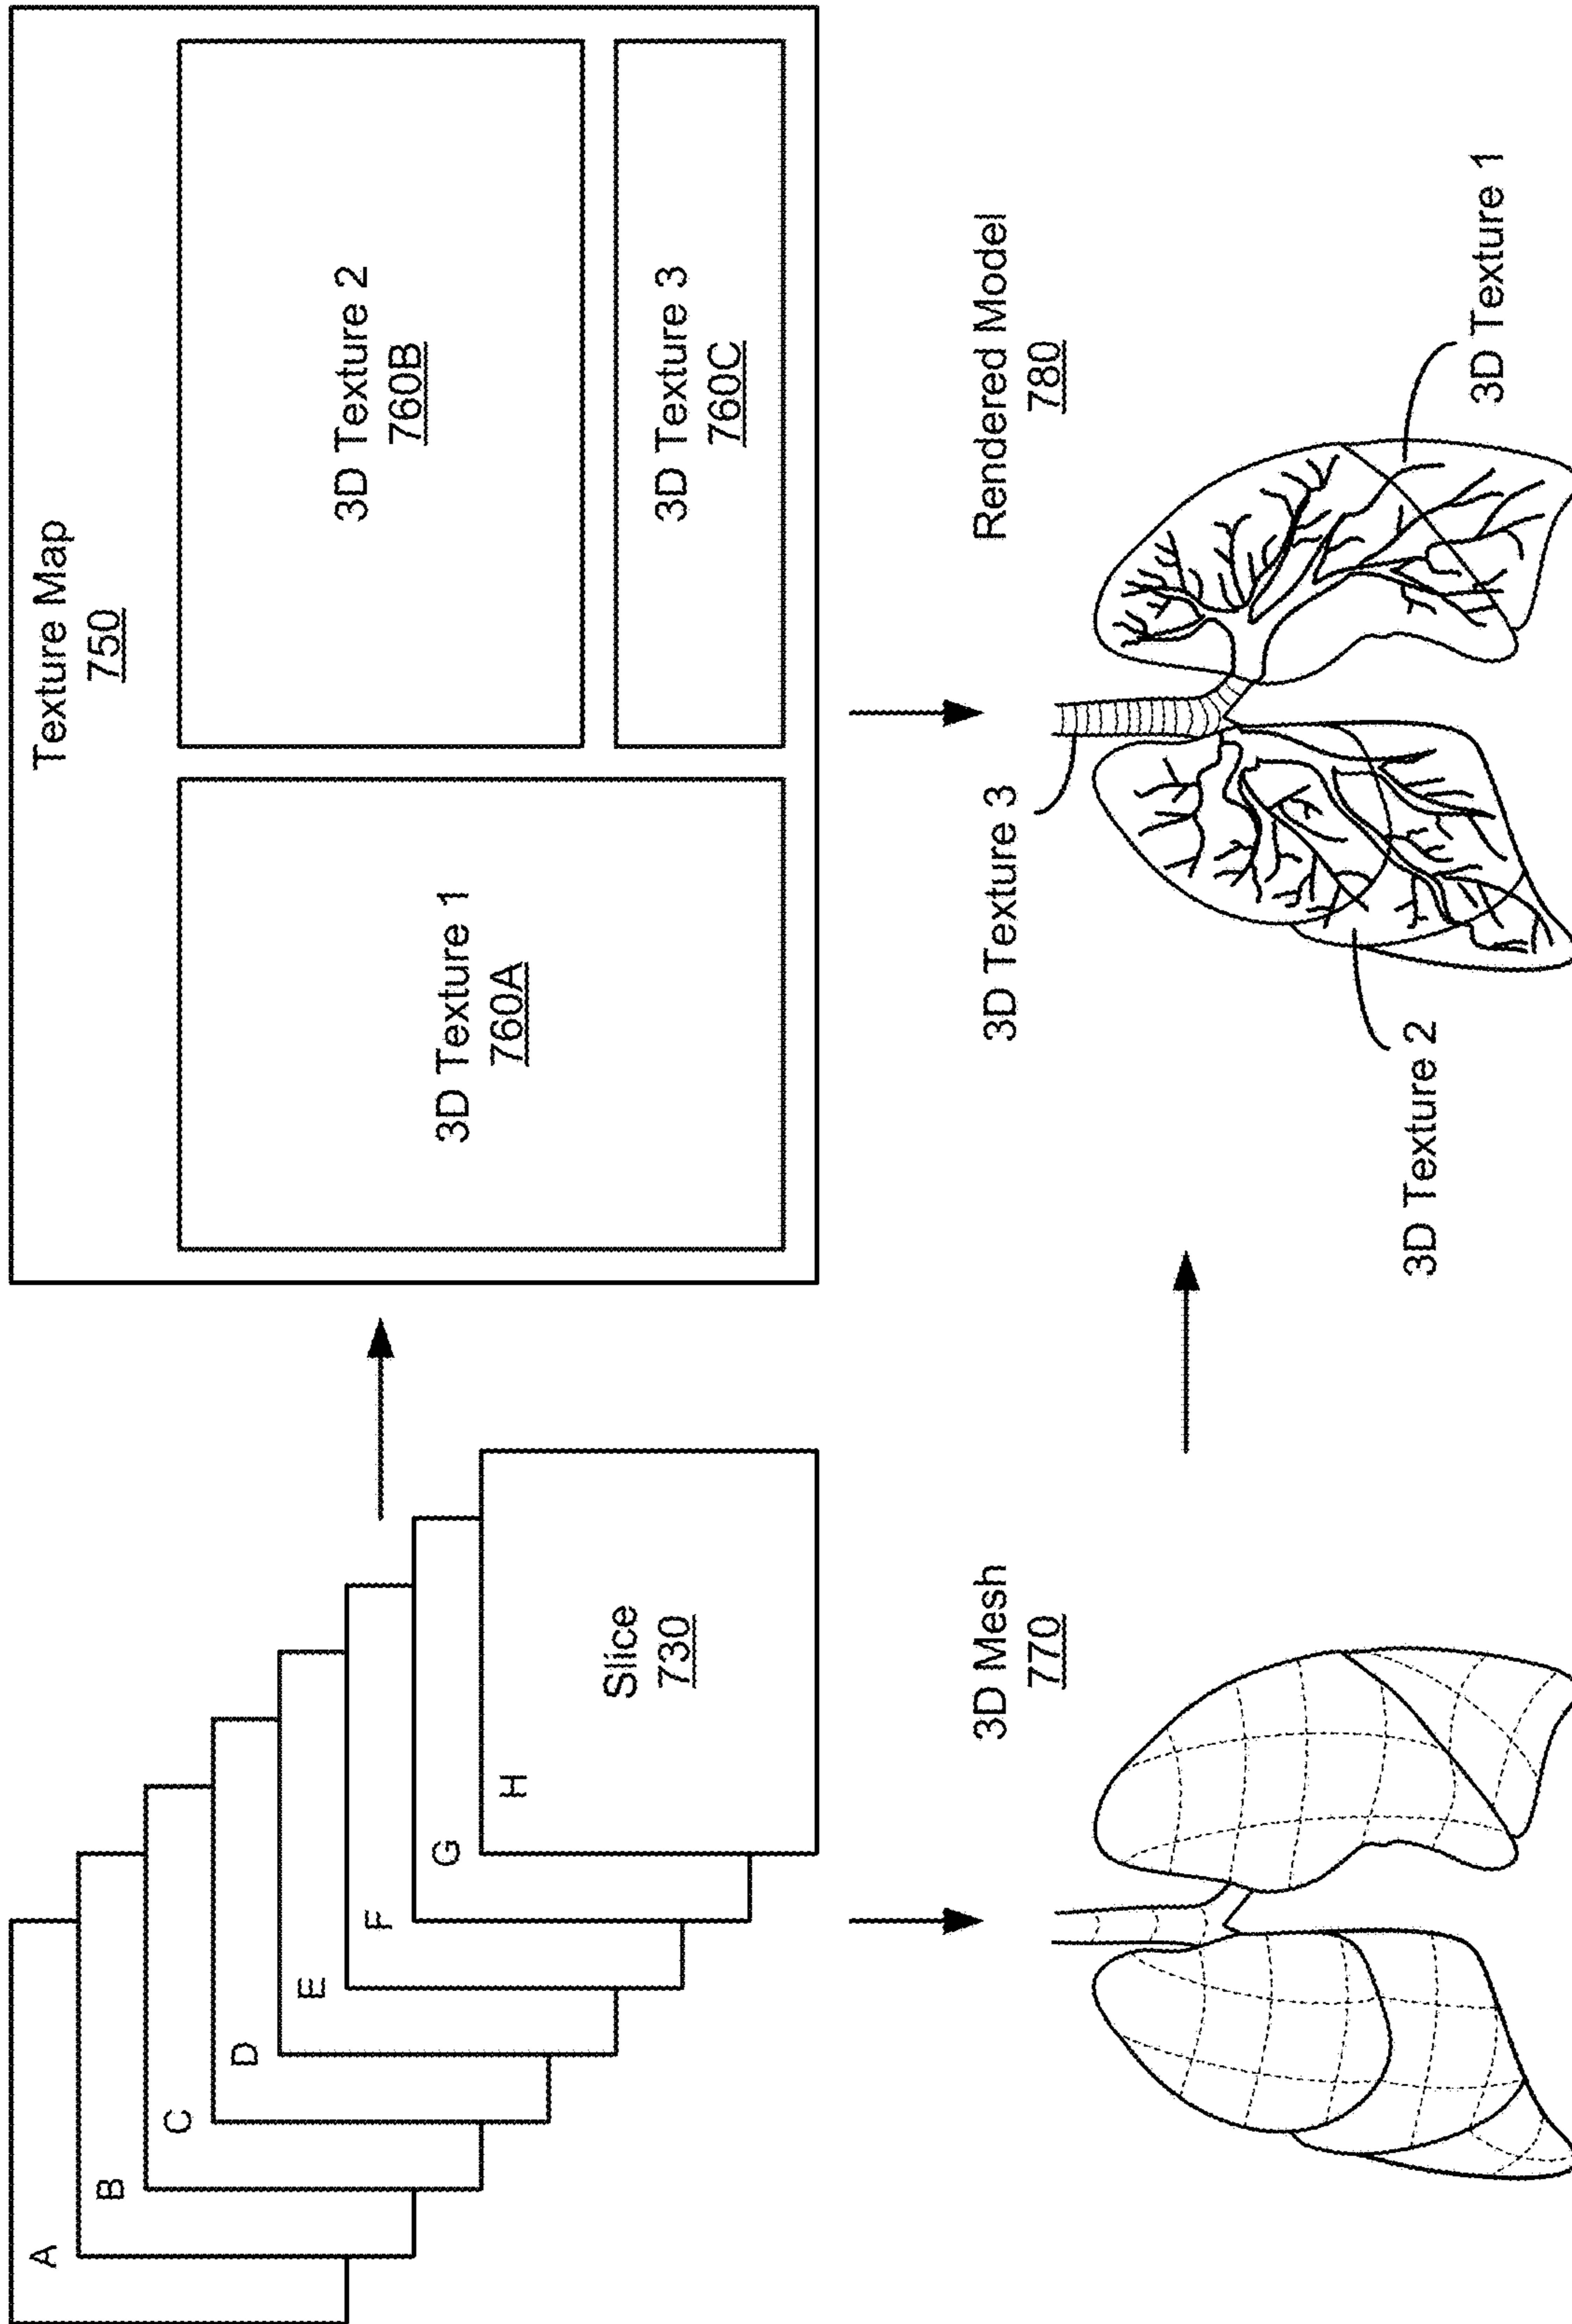 A
B
C
D
E
F
G
H
Slice
730
Texture Map
750
3D Texture 1
760A
3D Texture 2
760B
3D Texture 3
760C
3D Mesh
770
Rendered Model
780
3D Texture 3
3D Texture 2
3D Texture 1